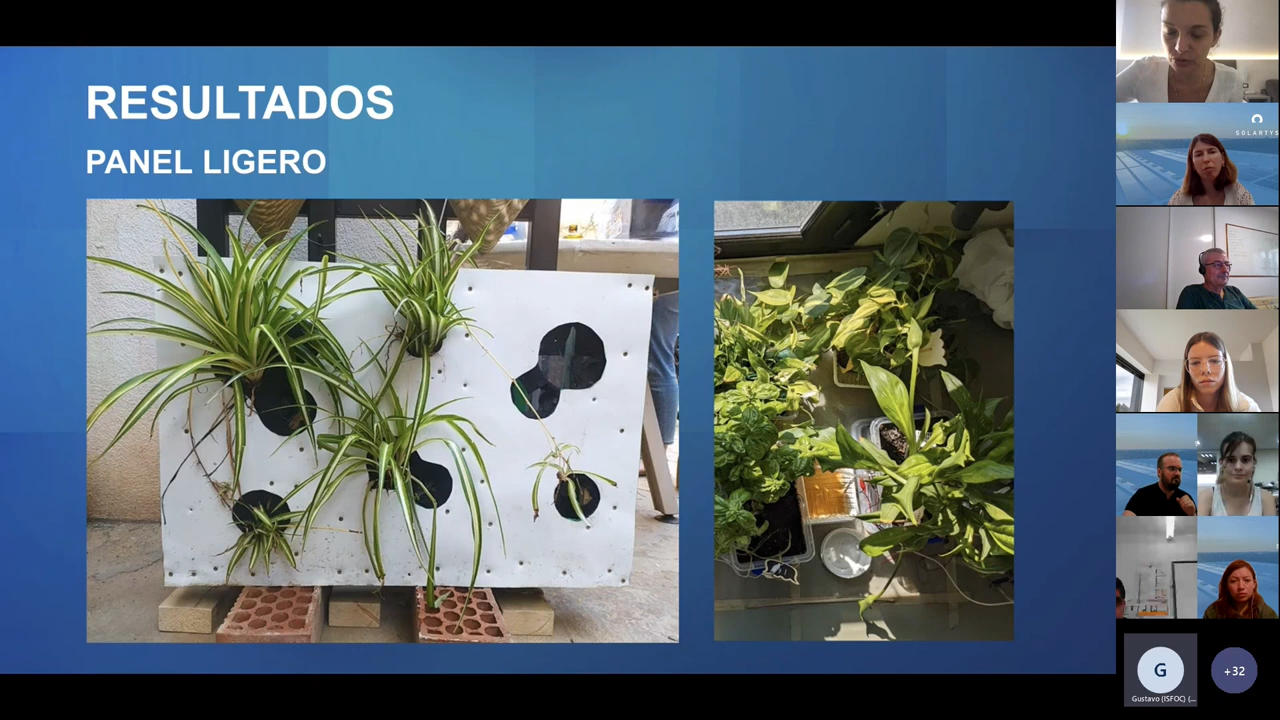 RESULTADOS
PANEL LIGERO
SOLARTYS
G
+32
Gustavo (ISFOC) (...